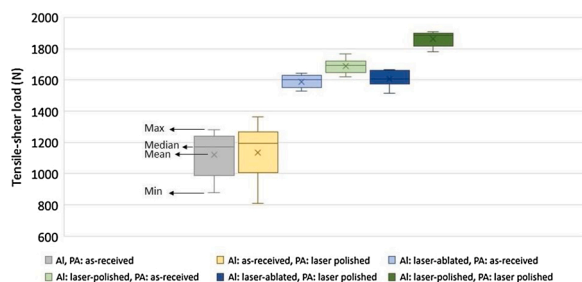 Tensile-shear load (N)
2000
1800
1600
1400
1200
1000
800
600
Max
Median
Mean
Min
Al, PA: as-received
Al: as-received, PA: laser polished
Al: laser-ablated, PA: as-received
Al: laser-polished, PA: as-received
Al: laser-ablated, PA: laser polished
Al: laser-polished, PA: laser polished